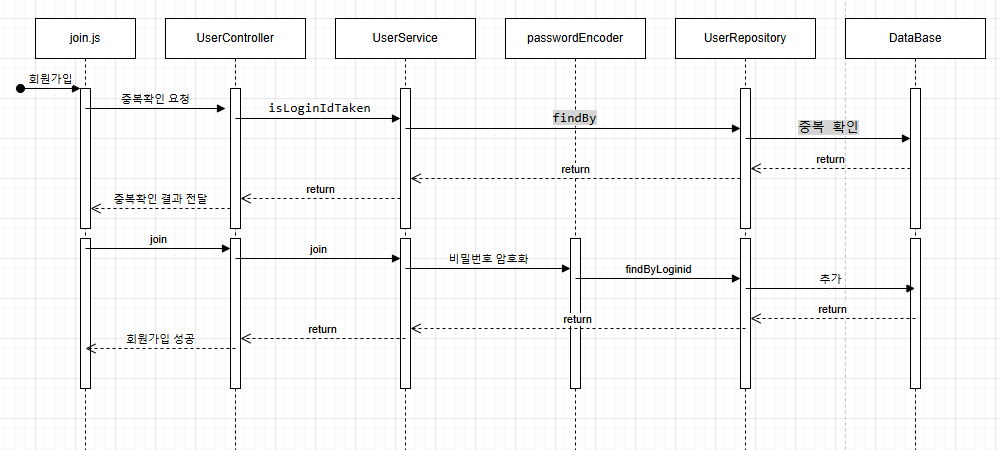 join.js
UserController
UserService
passwordEncoder
UserRepository
DataBase
회원가입
중복확인 요청
isLoginIdTaken
findBy
중복 확인
return
return
return
중복확인 결과 전달
join
join
비밀번호 암호화
findByLoginid
추가
return
return
return
회원가입 성공